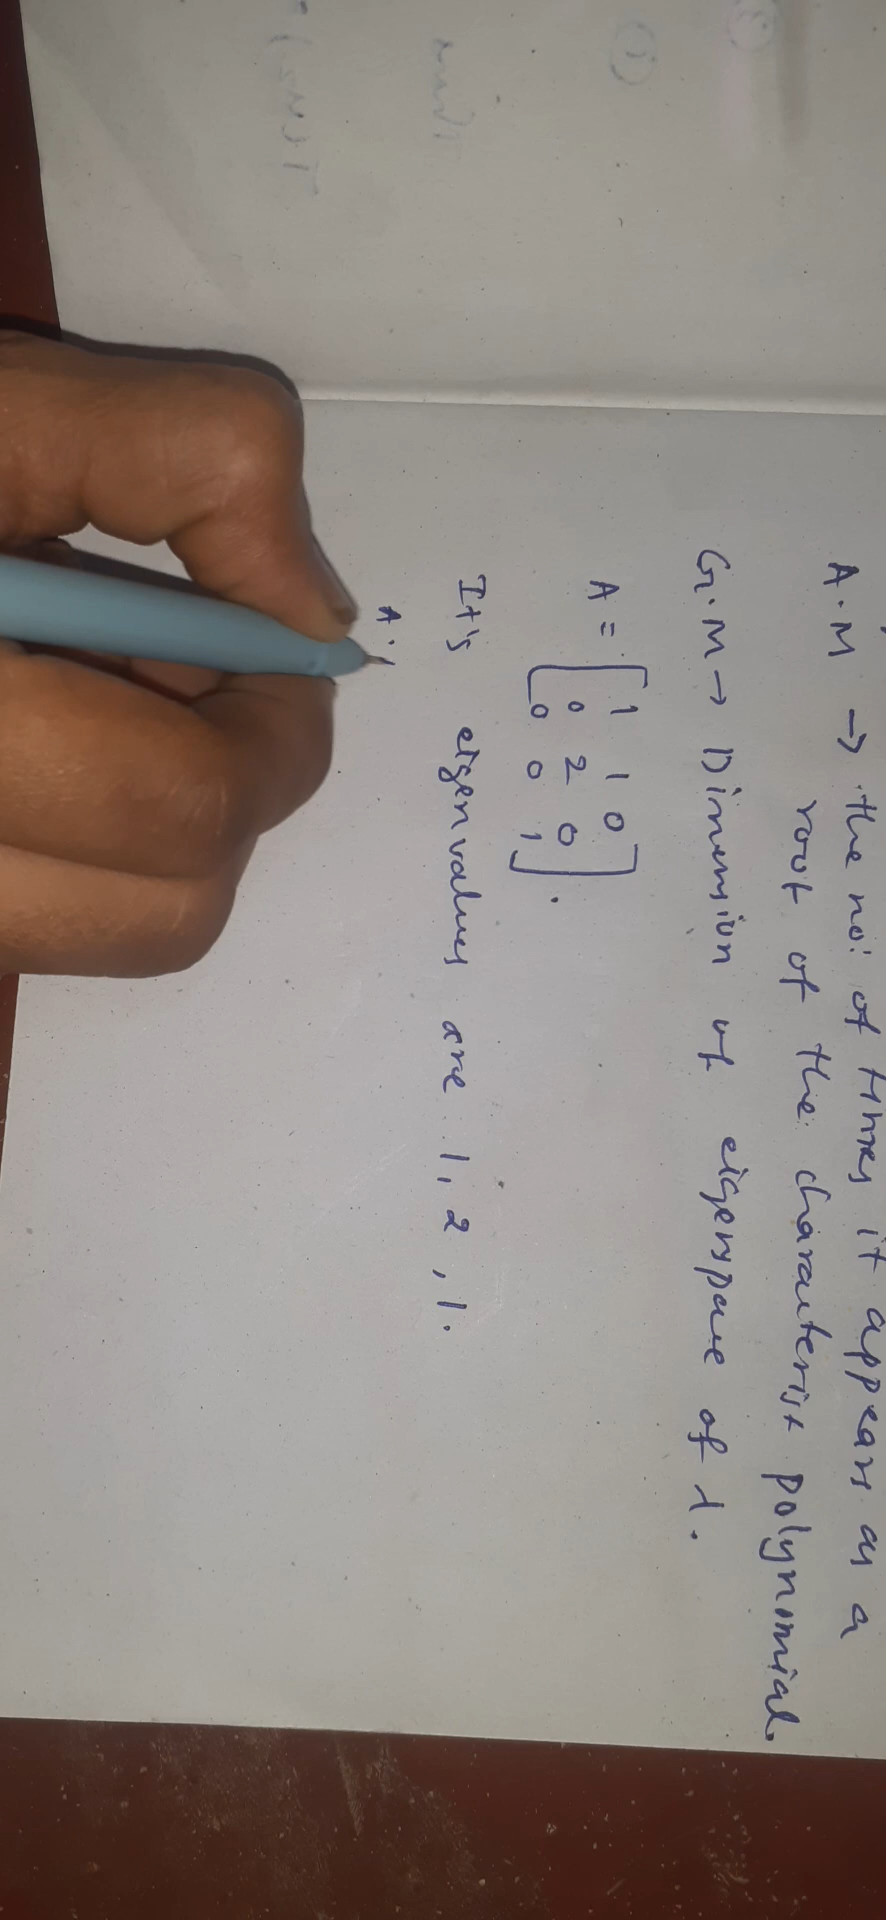 A.M → the no: of times it appears as a
root of the characterist polynomial.
G.M → Dimension of eigenspace of λ.
A = [1 1 0
0 2 0
0 0 1].
It's eigenvalues are 1, 2, 1.
A.